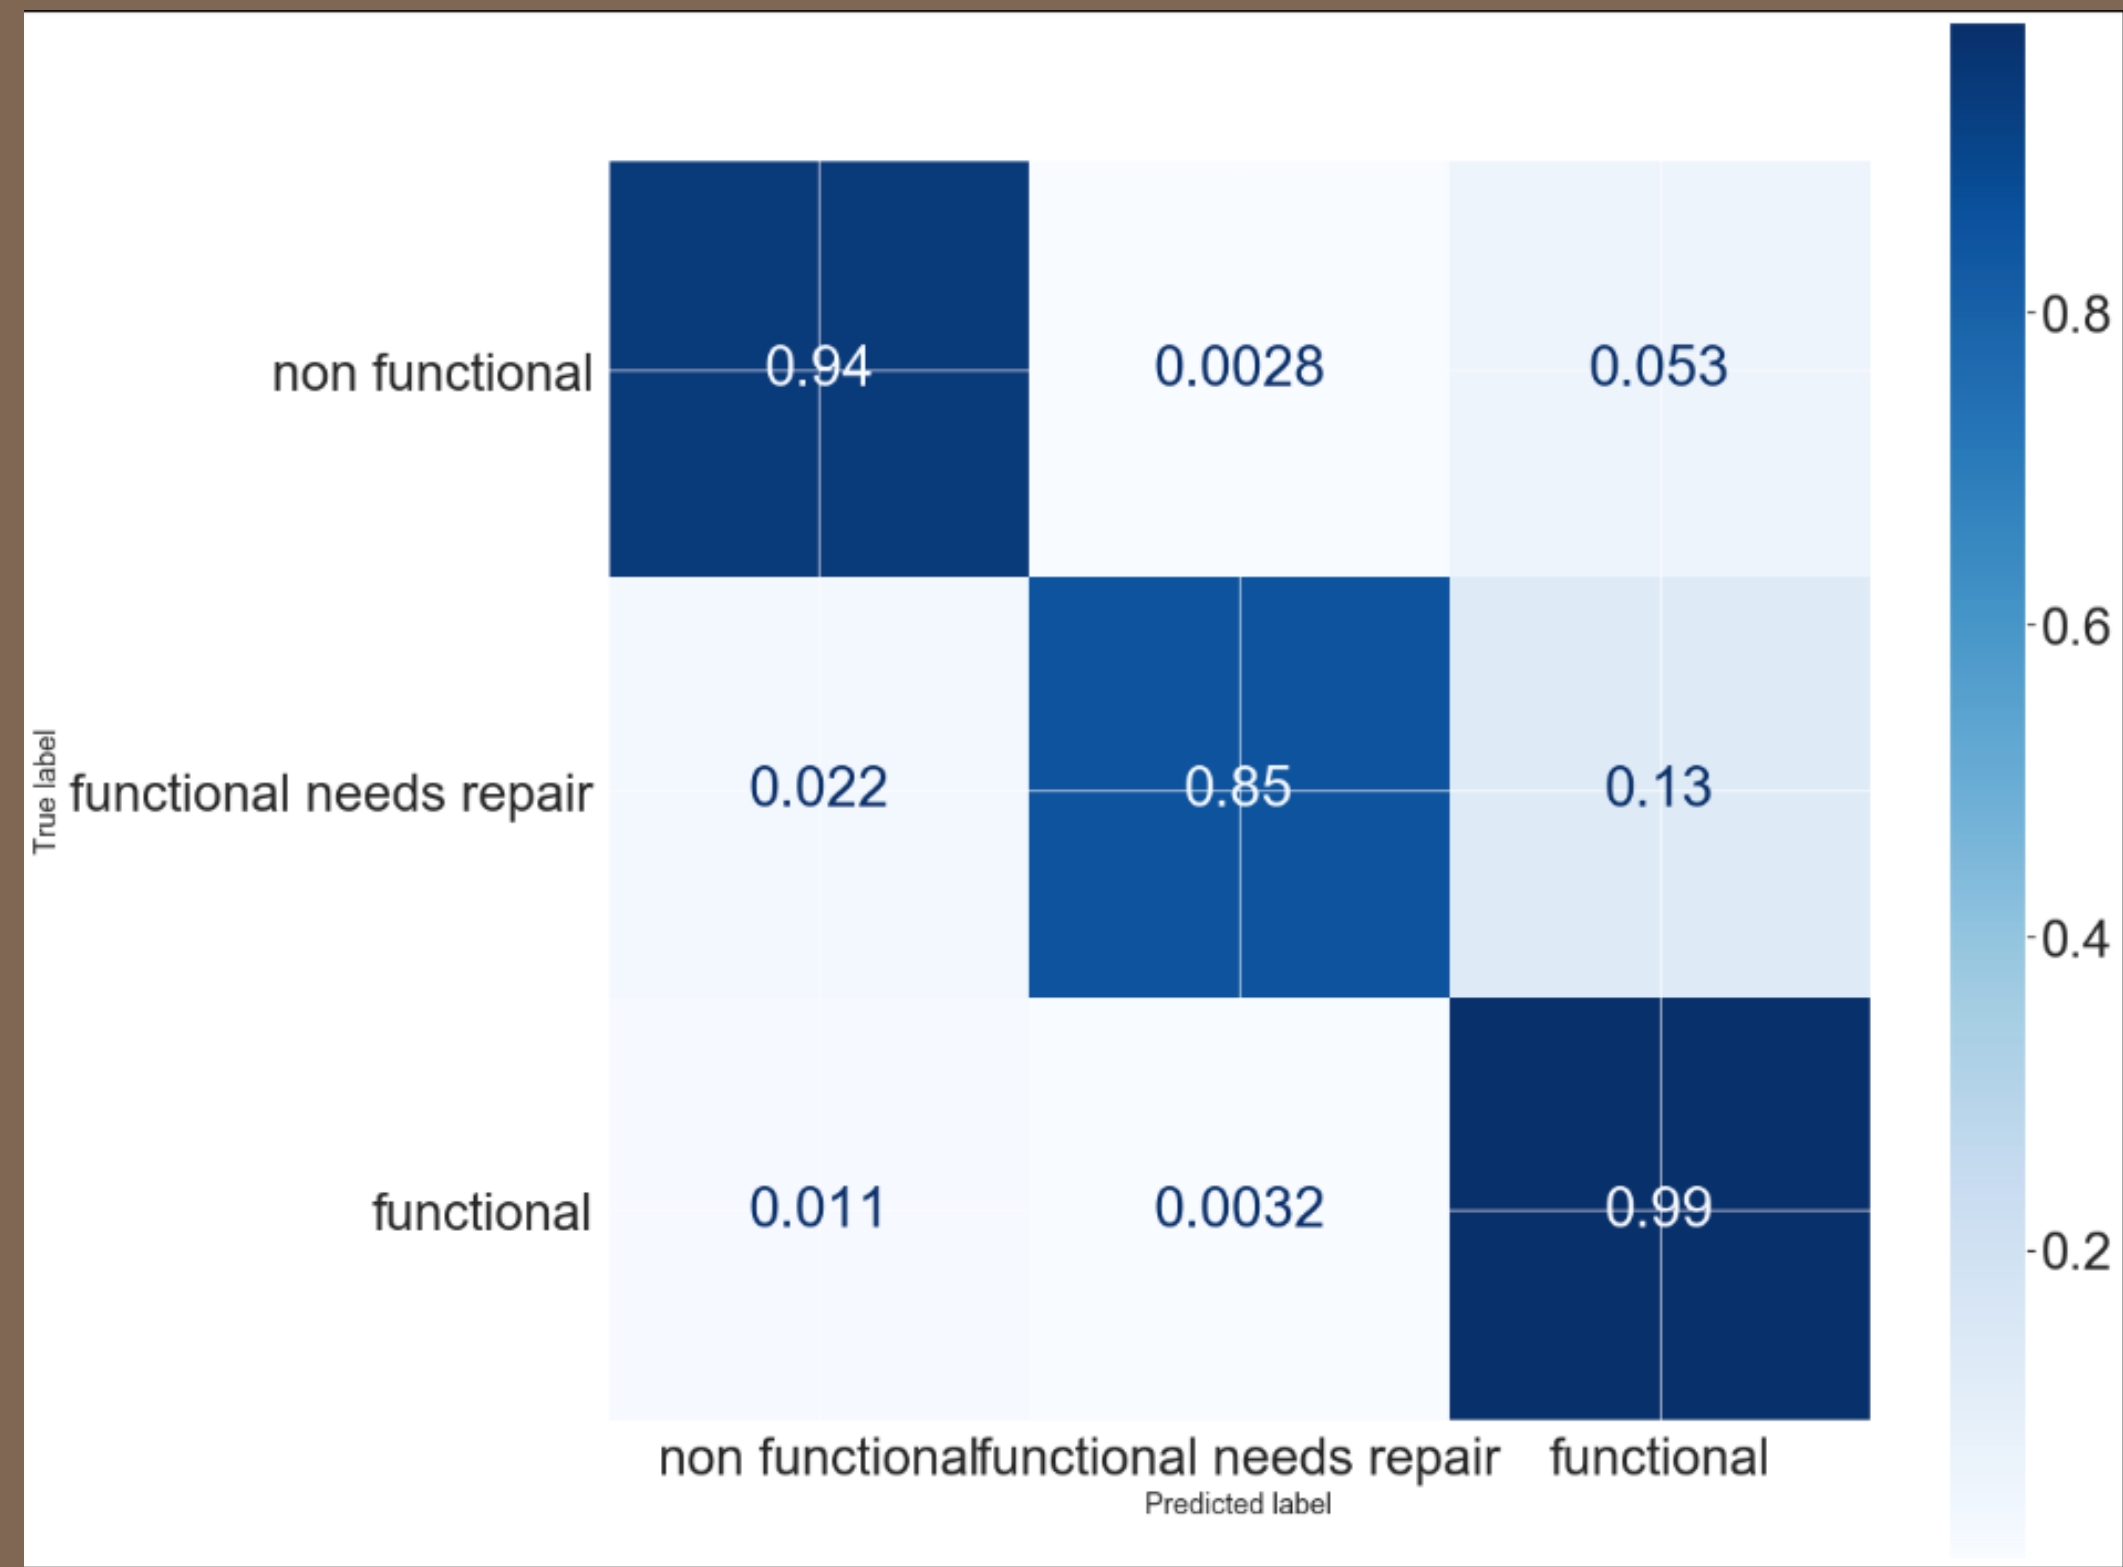 non functional 0.94 0.0028 0.053
True label
functional needs repair 0.022 0.85 0.13
functional 0.011 0.0032 0.99
non functional functional needs repair functional
Predicted label
0.8
0.6
0.4
0.2